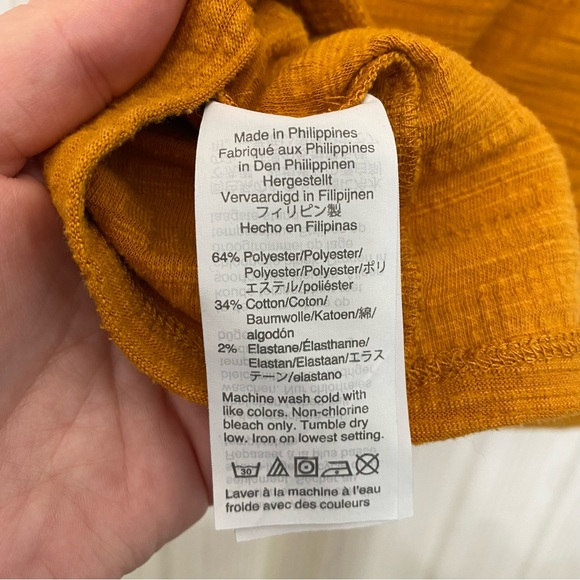 Made in Philippines
Fabriqué aux Philippines
in Den Philippinen
Hergestellt
Vervaardigd in Filipijnen
フィリピン製
Hecho en Filipinas
64% Polyester/Polyester/
Polyester/Polyester/ポリ
エステル/poliéster
34% Cotton/Coton/
Baumwolle/Katoen/綿/
algodón
2% Elastane/Élasthanne/
Elastan/Elastaan/エラス
テーン/elastano
Machine wash cold with
like colors. Non-chlorine
bleach only. Tumble dry
low. Iron on lowest setting.
30
Laver à la machine à l'eau
froide avec des couleurs